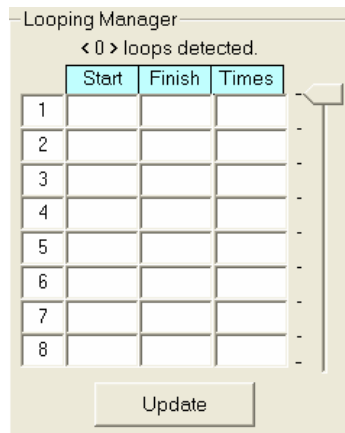 Looping Manager
< 0 > loops detected.
Start Finish Times
1
2
3
4
5
6
7
8
Update